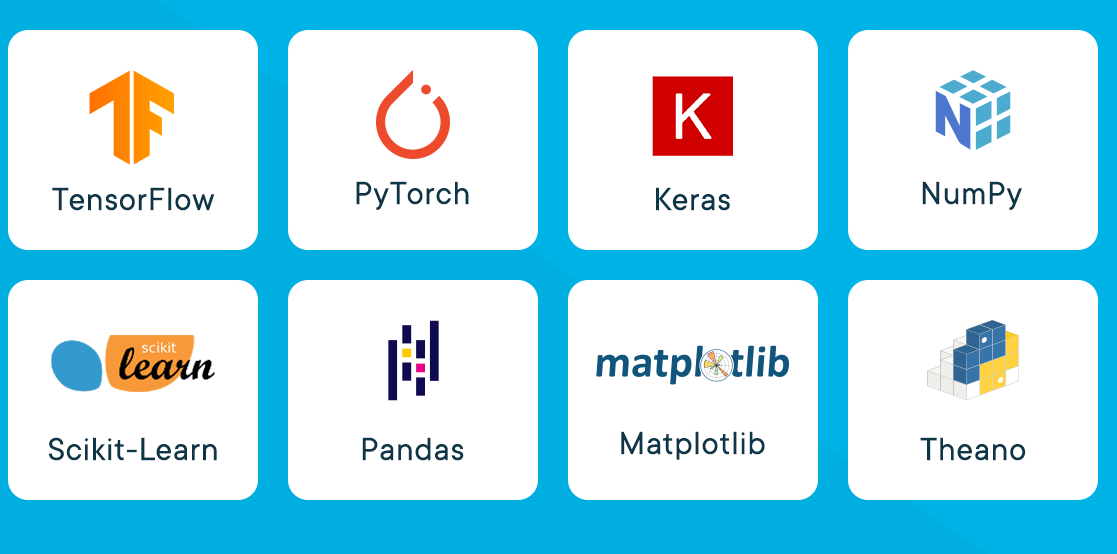 TensorFlow
PyTorch
K
Keras
N
NumPy
scikit
learn
Scikit-Learn
Pandas
matplotlib
Matplotlib
Theano